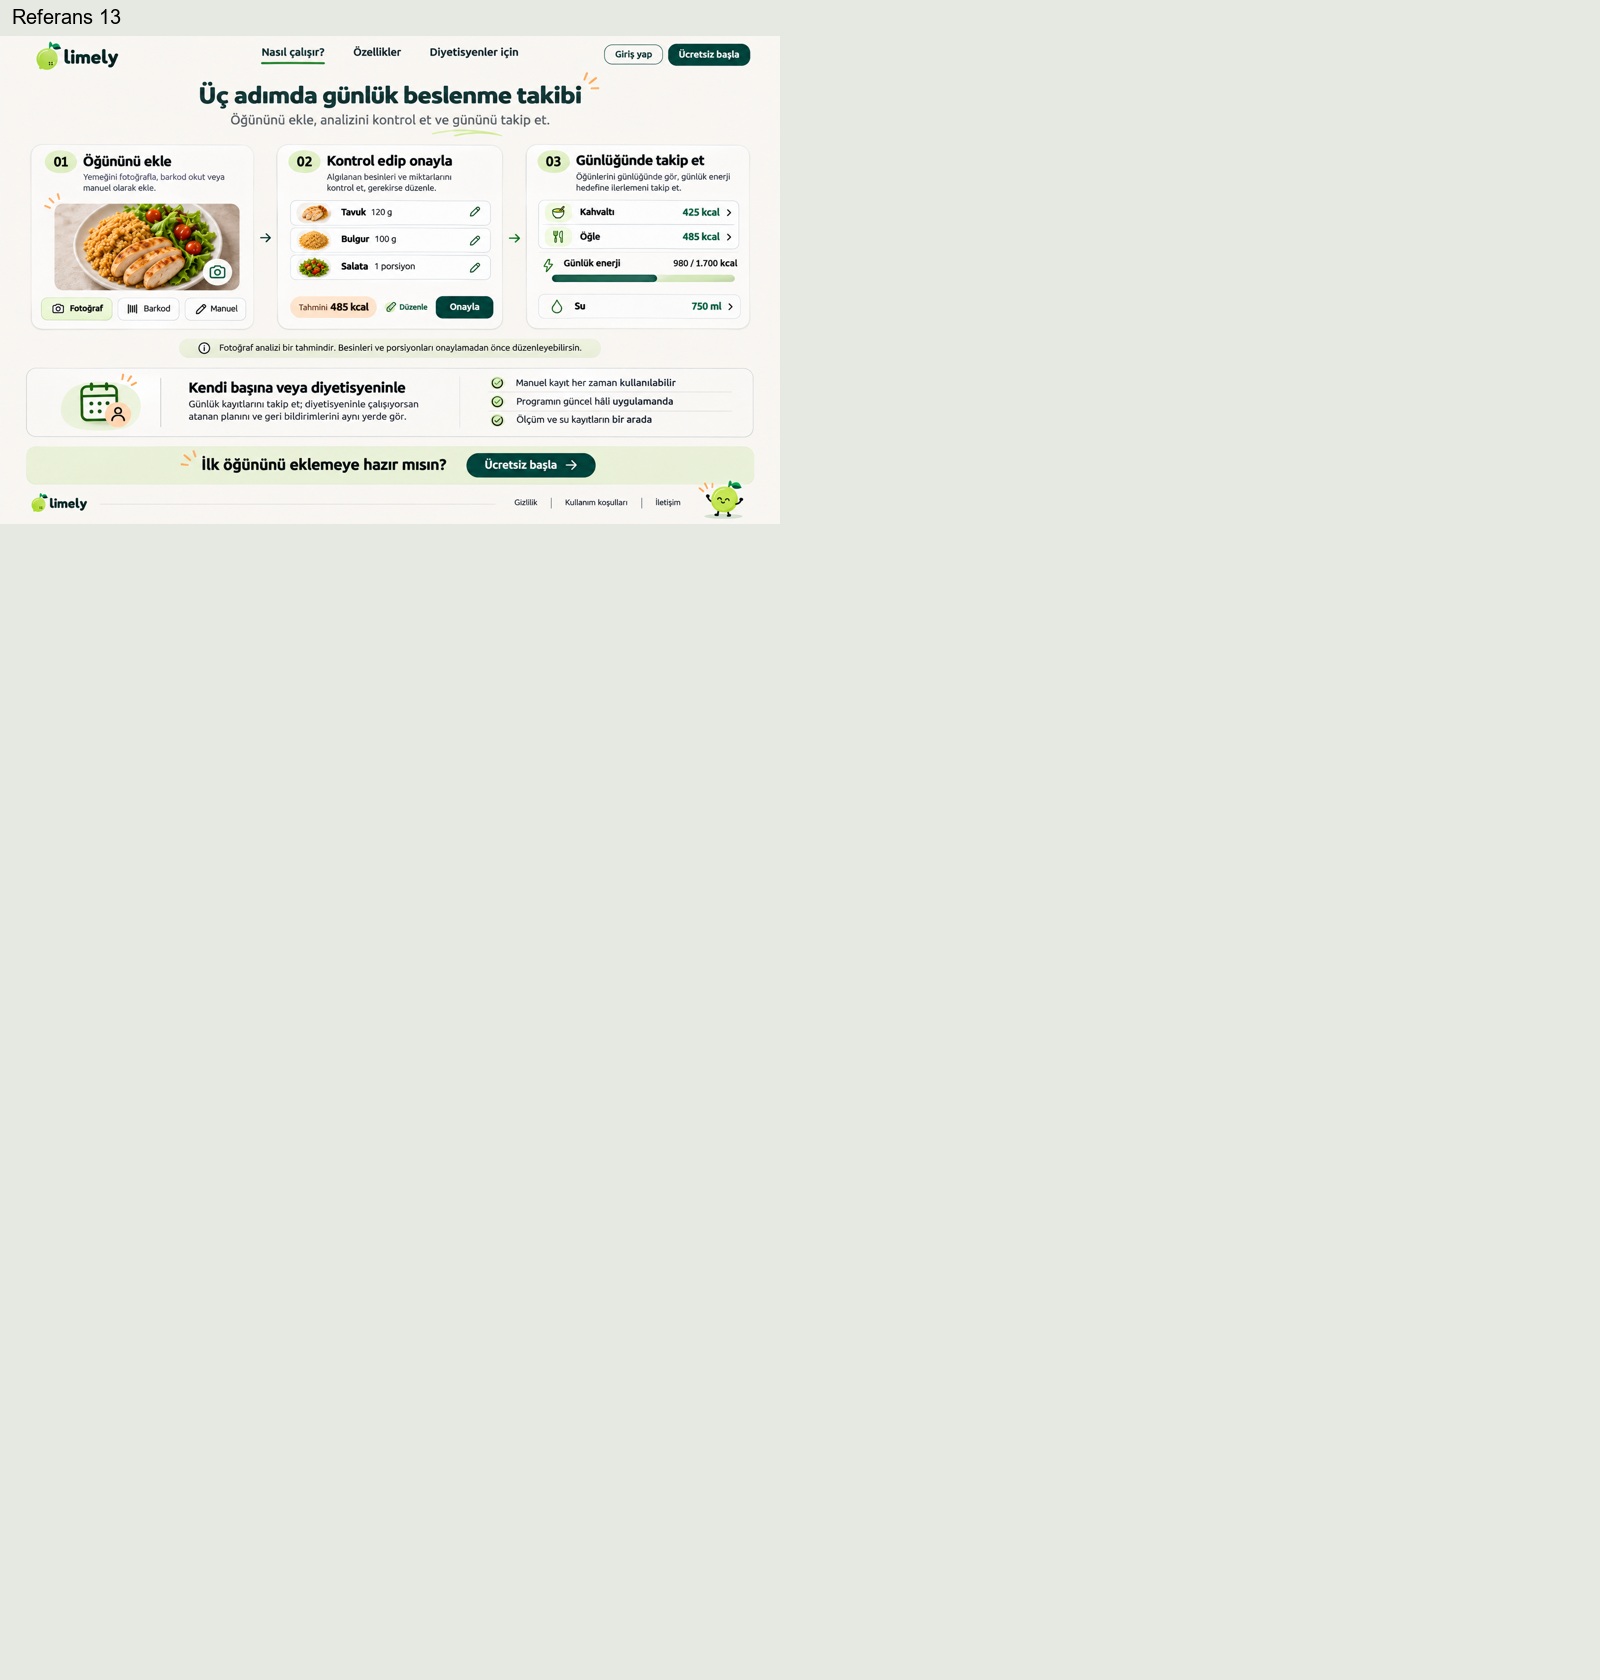 Referans 13
limely
Nasıl çalışır? Özellikler Diyetisyenler için
Giriş yap Ücretsiz başla
Üç adımda günlük beslenme takibi
Öğününü ekle, analizini kontrol et ve gününü takip et.
01 Öğününü ekle
Yemeğini fotoğrafla, barkod okut veya
manuel olarak ekle.
Fotoğraf Barkod Manuel
02 Kontrol edip onayla
Algılanan besinleri ve miktarlarını
kontrol et, gerekirse düzenle.
Tavuk 120 g
Bulgur 100 g
Salata 1 porsiyon
Tahmini 485 kcal Düzenle Onayla
03 Günlüğünde takip et
Öğünlerini günlüğünde gör, günlük enerji
hedefine ilerlemeni takip et.
Kahvaltı 425 kcal
Öğle 485 kcal
Günlük enerji 980 / 1.700 kcal
Su 750 ml
Fotoğraf analizi bir tahmindir. Besinleri ve porsiyonları onaylamadan önce düzenleyebilirsin.
Kendi başına veya diyetisyeninle
Günlük kayıtlarını takip et; diyetisyeninle çalışıyorsan
atanan planını ve geri bildirimlerini aynı yerde gör.
Manuel kayıt her zaman kullanılabilir
Programın güncel hâli uygulamanda
Ölçüm ve su kayıtların bir arada
İlk öğününü eklemeye hazır mısın? Ücretsiz başla
limely
Gizlilik Kullanım koşulları İletişim